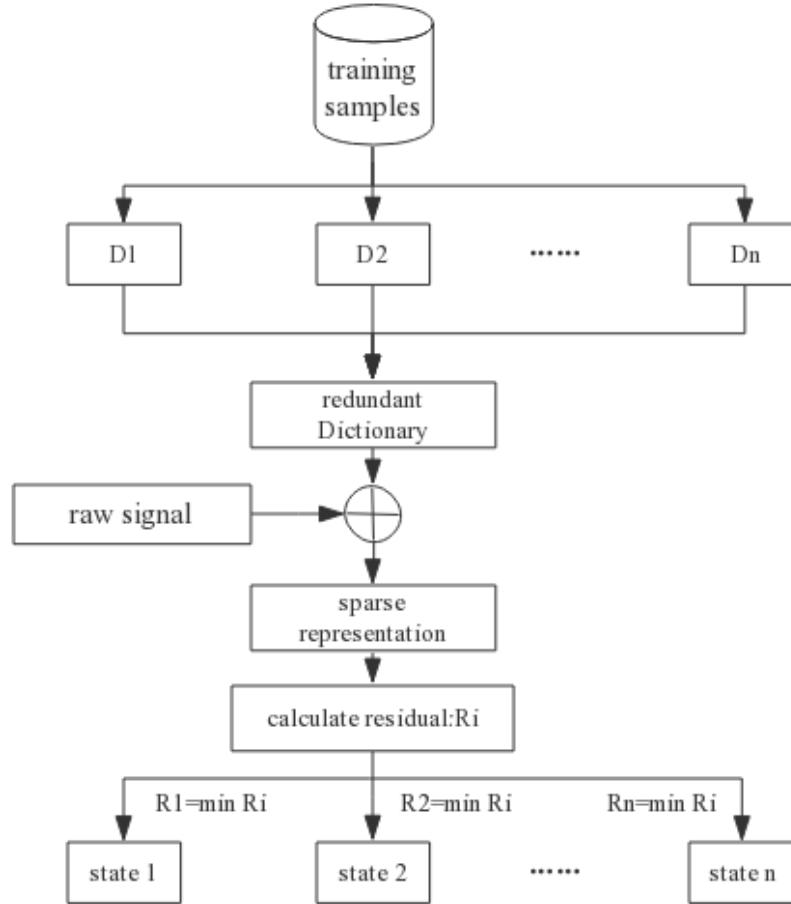 training
samples
D1 D2 ...... Dn
redundant
Dictionary
raw signal
sparse
representation
calculate residual:Ri
R1=min Ri R2=min Ri Rn=min Ri
state 1 state 2 ...... state n